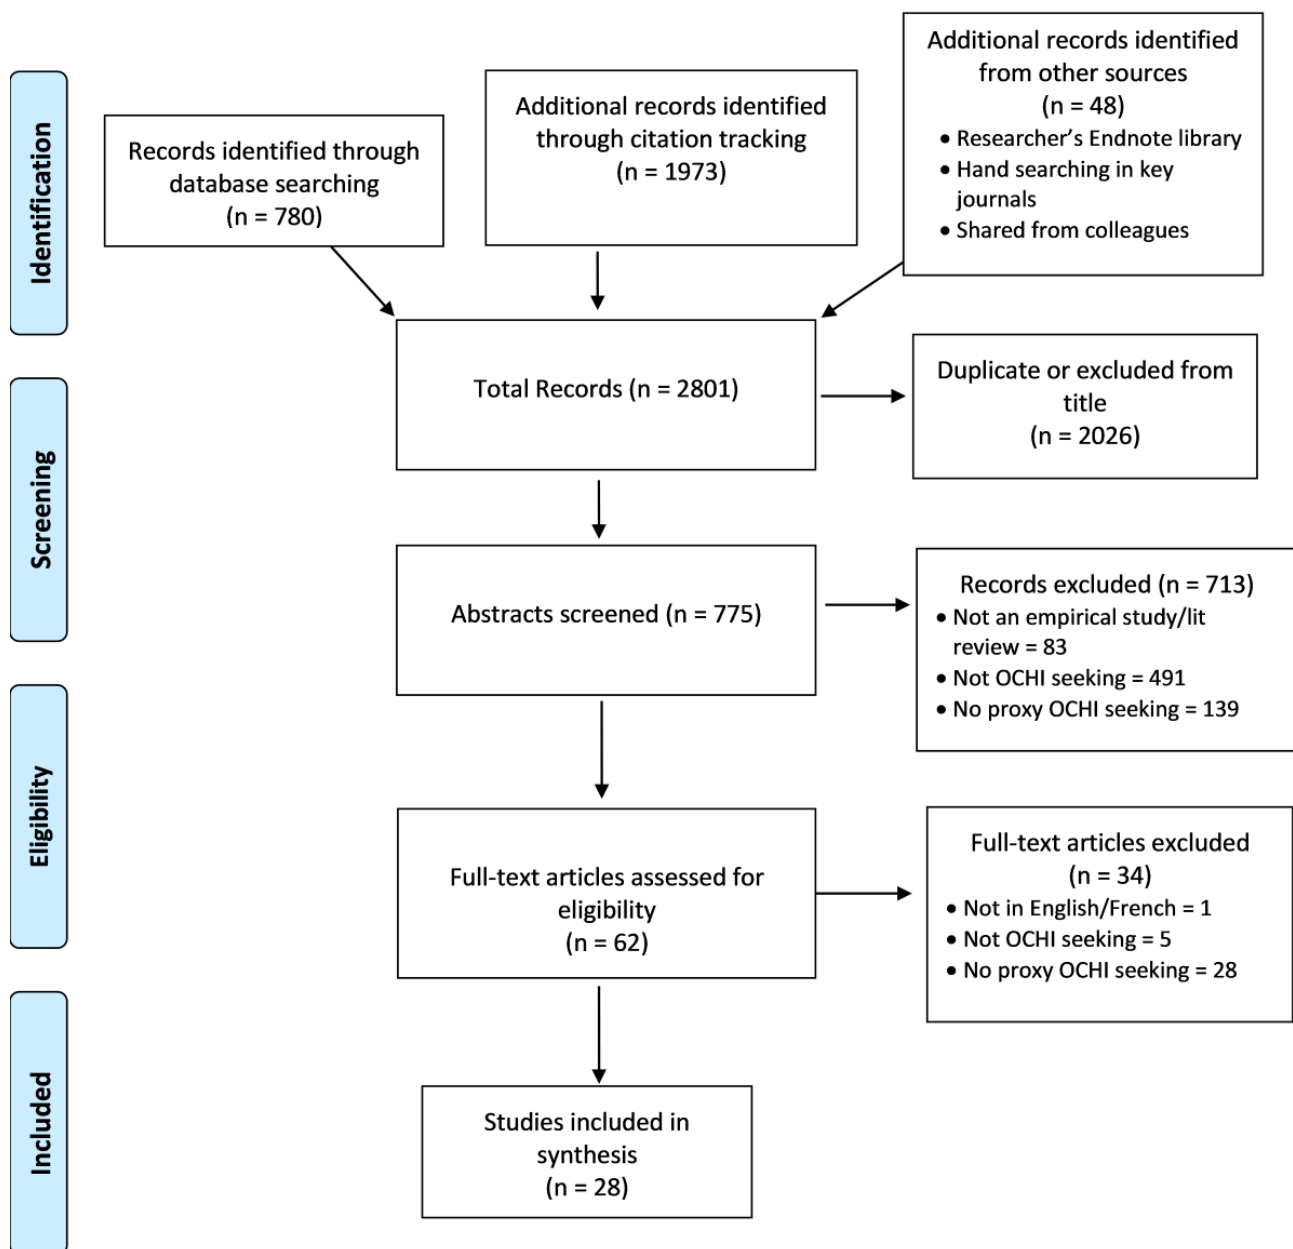 Identification
Records identified through
database searching
(n = 780)
Additional records identified
through citation tracking
(n = 1973)
Additional records identified
from other sources
(n = 48)
• Researcher’s Endnote library
• Hand searching in key
journals
• Shared from colleagues
Total Records (n = 2801)
Duplicate or excluded from
title
(n = 2026)
Screening
Abstracts screened (n = 775)
Records excluded (n = 713)
• Not an empirical study/lit
review = 83
• Not OCHI seeking = 491
• No proxy OCHI seeking = 139
Eligibility
Full-text articles assessed for
eligibility
(n = 62)
Full-text articles excluded
(n = 34)
• Not in English/French = 1
• Not OCHI seeking = 5
• No proxy OCHI seeking = 28
Included
Studies included in
synthesis
(n = 28)